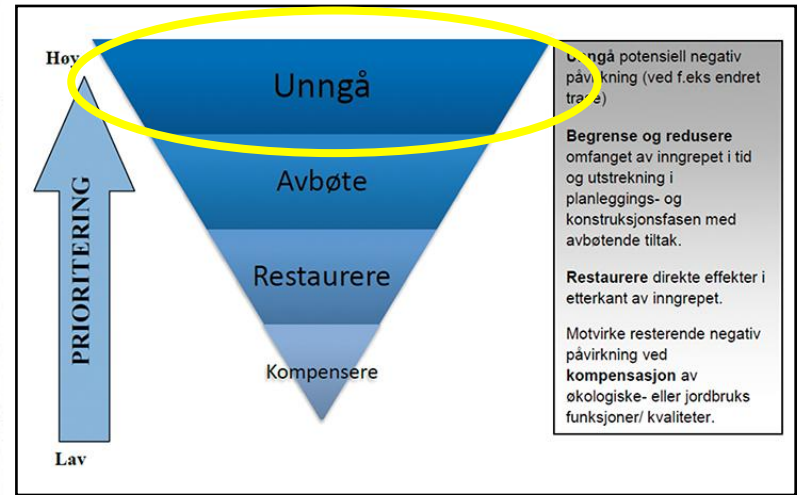 Høy
PRIORITERING
Lav
Unngå
Avbøte
Restaurere
Kompensere
Unngå potensiell negativ
påvirkning (ved f.eks endret
trase)
Begrense og redusere
omfanget av inngrepet i tid
og utstrekning i
planleggings- og
konstruksjonsfasen med
avbøtende tiltak.
Restaurere direkte effekter i
etterkant av inngrepet.
Motvirke resterende negativ
påvirkning ved
kompensasjon av
økologiske- eller jordbruks
funksjoner/ kvaliteter.